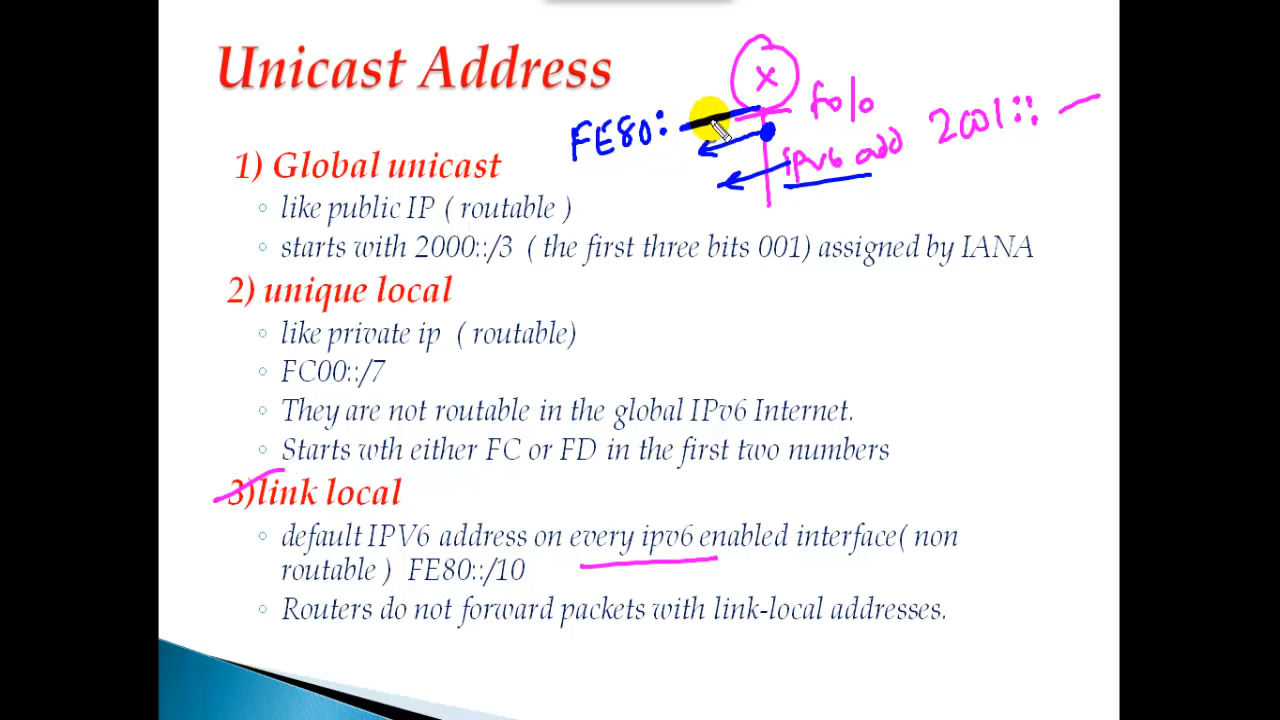 Unicast Address
X
f0/0
FE80:
ipv6 add 2001::
1) Global unicast
like public IP ( routable )
starts with 2000::/3 ( the first three bits 001) assigned by IANA
2) unique local
like private ip ( routable)
FC00::/7
They are not routable in the global IPv6 Internet.
Starts wth either FC or FD in the first two numbers
3)link local
default IPV6 address on every ipv6 enabled interface( non
routable ) FE80::/10
Routers do not forward packets with link-local addresses.